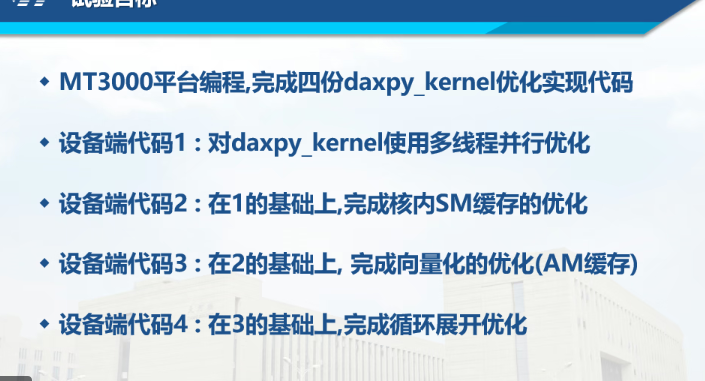 试验目标
MT3000平台编程,完成四份daxpy_kernel优化实现代码
设备端代码1：对daxpy_kernel使用多线程并行优化
设备端代码2：在1的基础上,完成核内SM缓存的优化
设备端代码3：在2的基础上, 完成向量化的优化(AM缓存)
设备端代码4：在3的基础上,完成循环展开优化